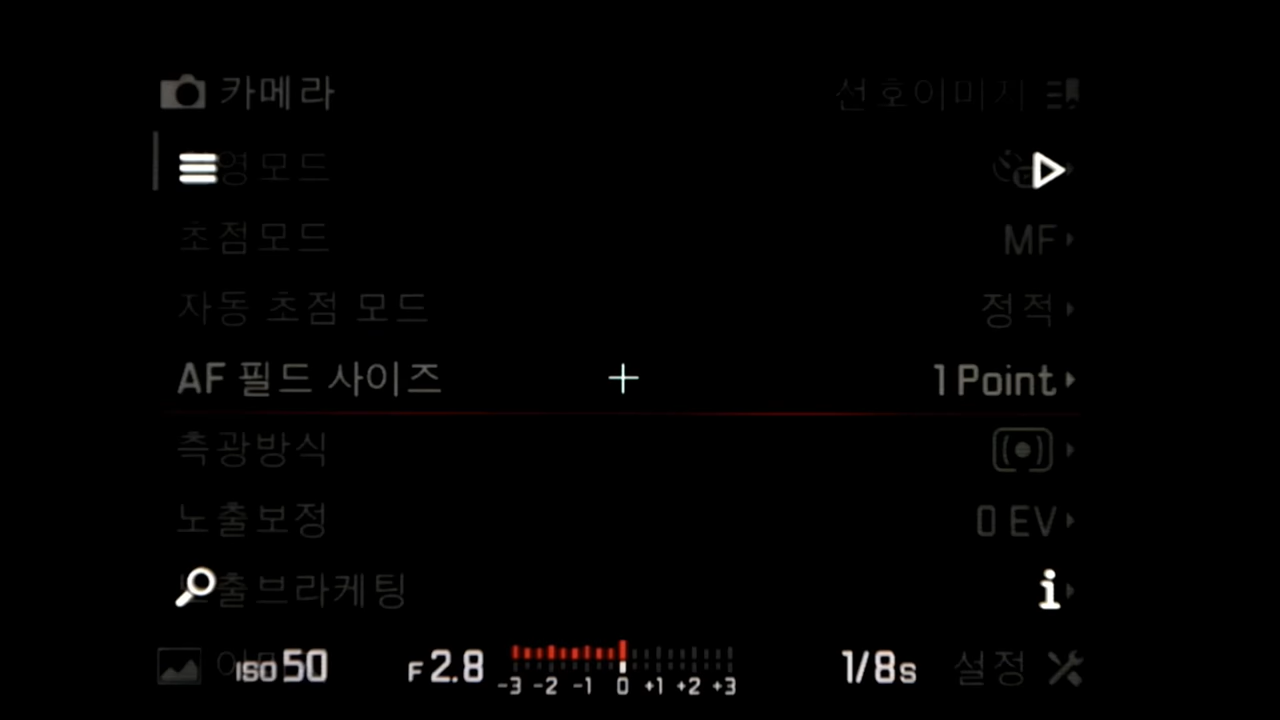 카메라 선호이미지
영모드
초점모드 MF
자동 초점 모드 정적
AF 필드 사이즈 1 Point
측광방식
노출보정 0 EV
출브라케팅
ISO 50 F 2.8 -3 -2 -1 0 +1 +2 +3 1/8s 설정